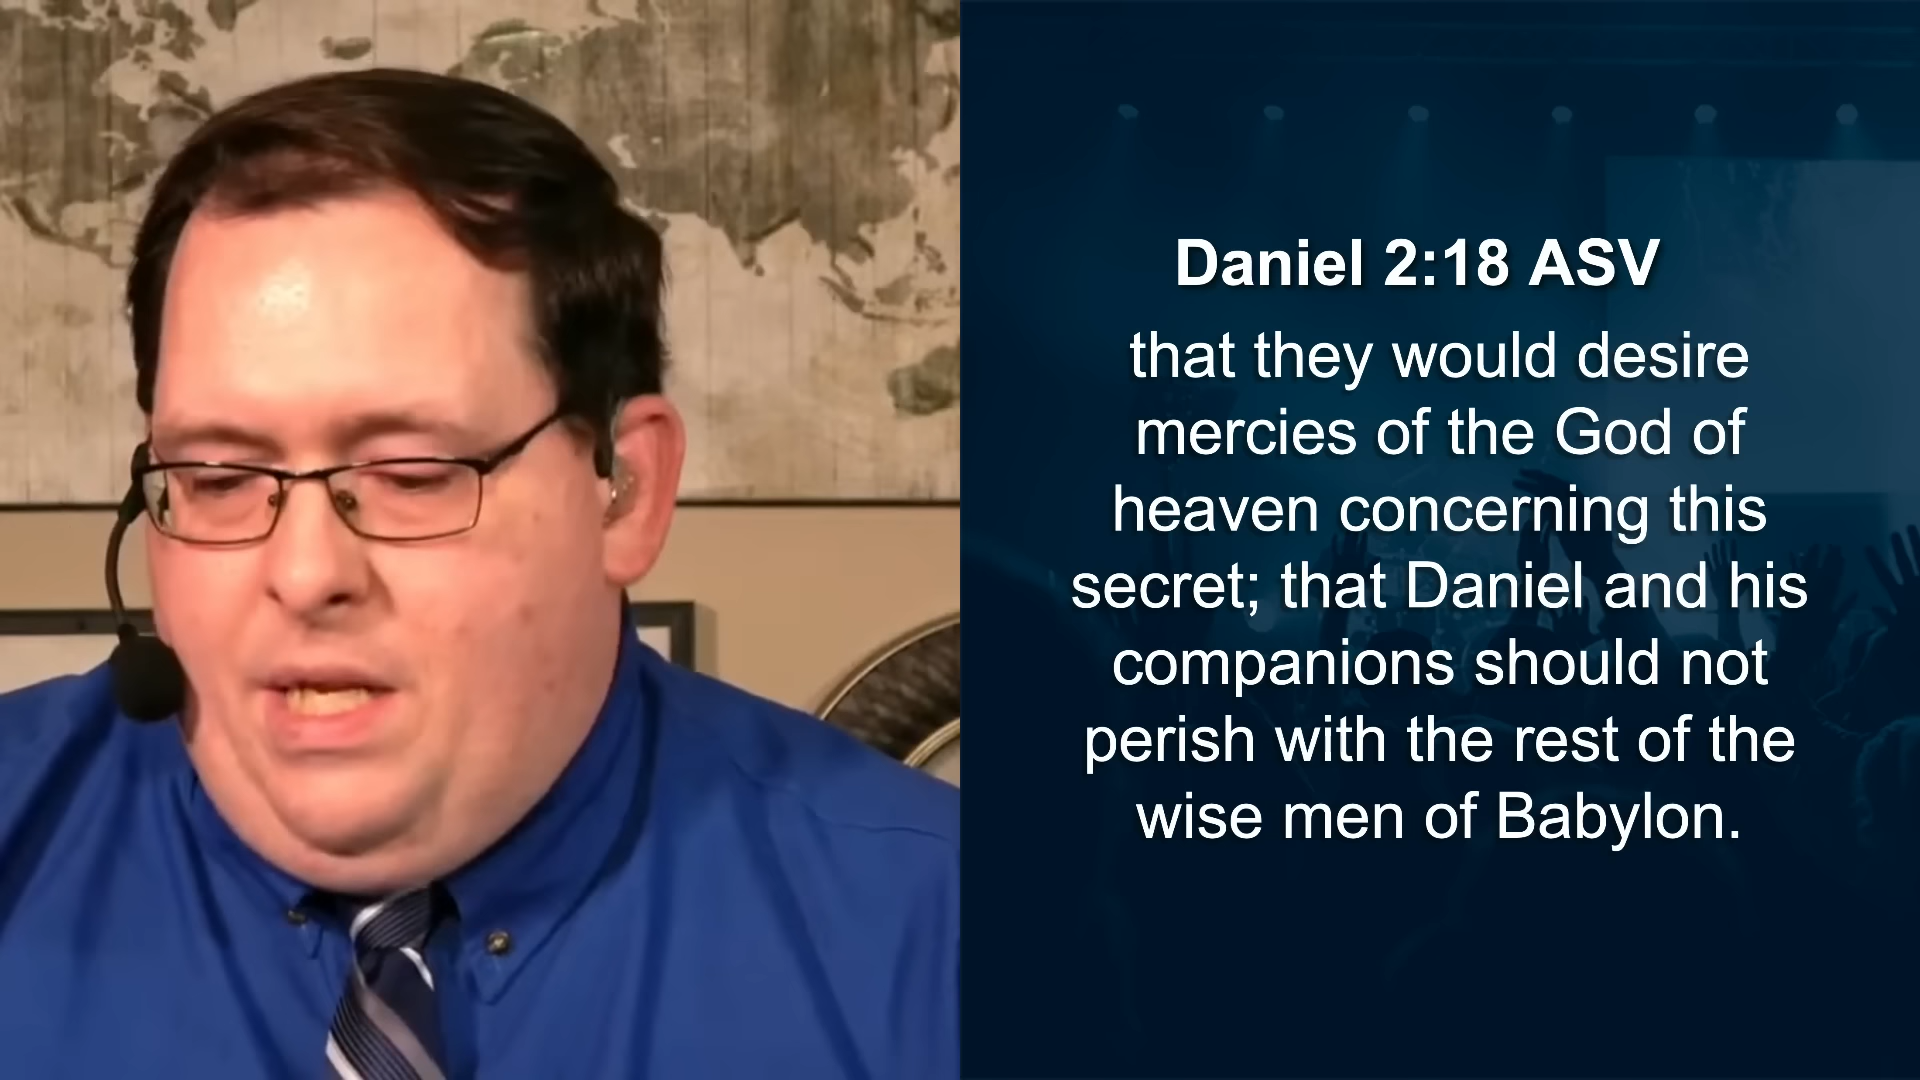 Daniel 2:18 ASV
that they would desire
mercies of the God of
heaven concerning this
secret; that Daniel and his
companions should not
perish with the rest of the
wise men of Babylon.